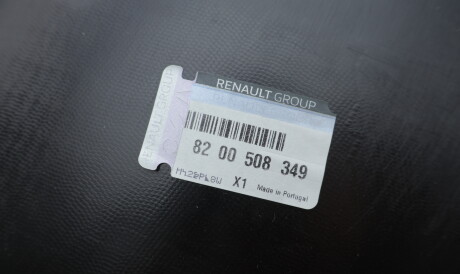 RENAULT GROUP
82 00 508 349
X1 Made in Portugal